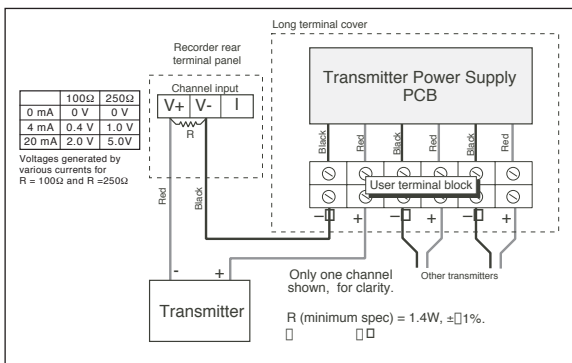 Long terminal cover
Recorder rear
terminal panel
Channel input
V+ V- I
R
Transmitter Power Supply
PCB
Black Red Black Red Black Red
100Ω 250Ω
0 mA 0 V 0 V
4 mA 0.4 V 1.0 V
20 mA 2.0 V 5.0V
Voltages generated by
various currents for
R = 100Ω and R =250Ω
User terminal block
Red Black
− + − + − +
- +
Transmitter
Other transmitters
Only one channel
shown, for clarity.
R (minimum spec) = 1.4W, ±1%.